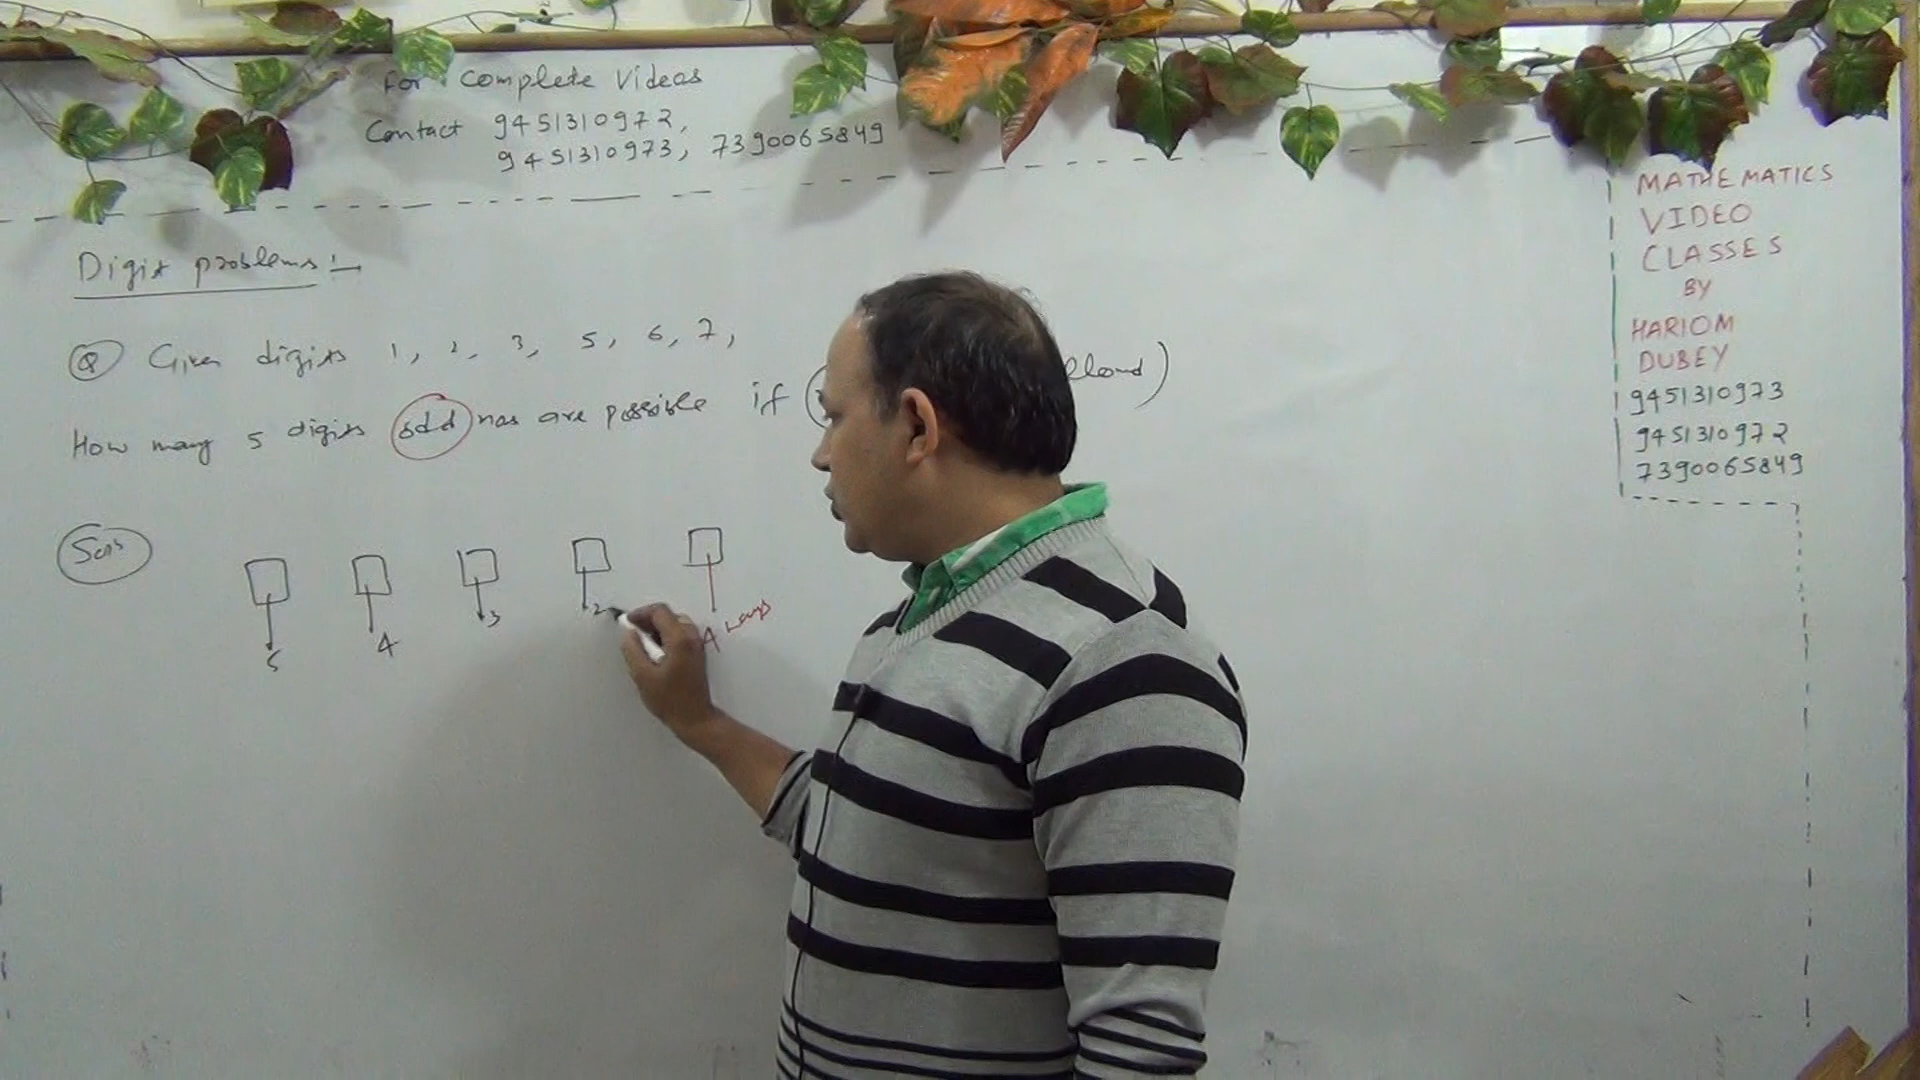 For Complete Videos
Contact 9451310972,
9451310973, 7390065849
Digit problems :-
Q Given digits 1, 2, 3, 5, 6, 7,
How many 5 digits odd nos are possible if ( allowed)
Soln
5 4 3 2 4 ways
MATHEMATICS
VIDEO
CLASSES
BY
HARIOM
DUBEY
9451310973
9451310972
7390065849